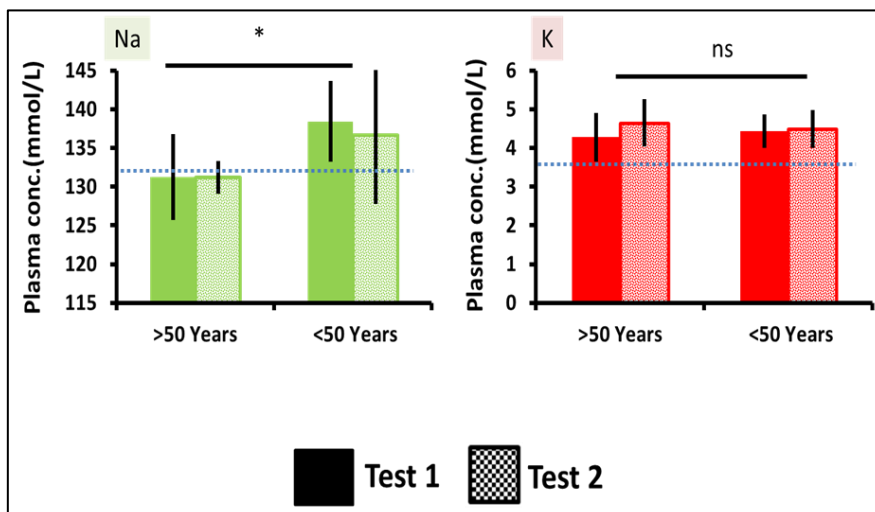 Na
*
Plasma conc.(mmol/L)
145
140
135
130
125
120
115
>50 Years
<50 Years
K
ns
Plasma conc.(mmol/L)
6
5
4
3
2
1
0
>50 Years
<50 Years
Test 1
Test 2